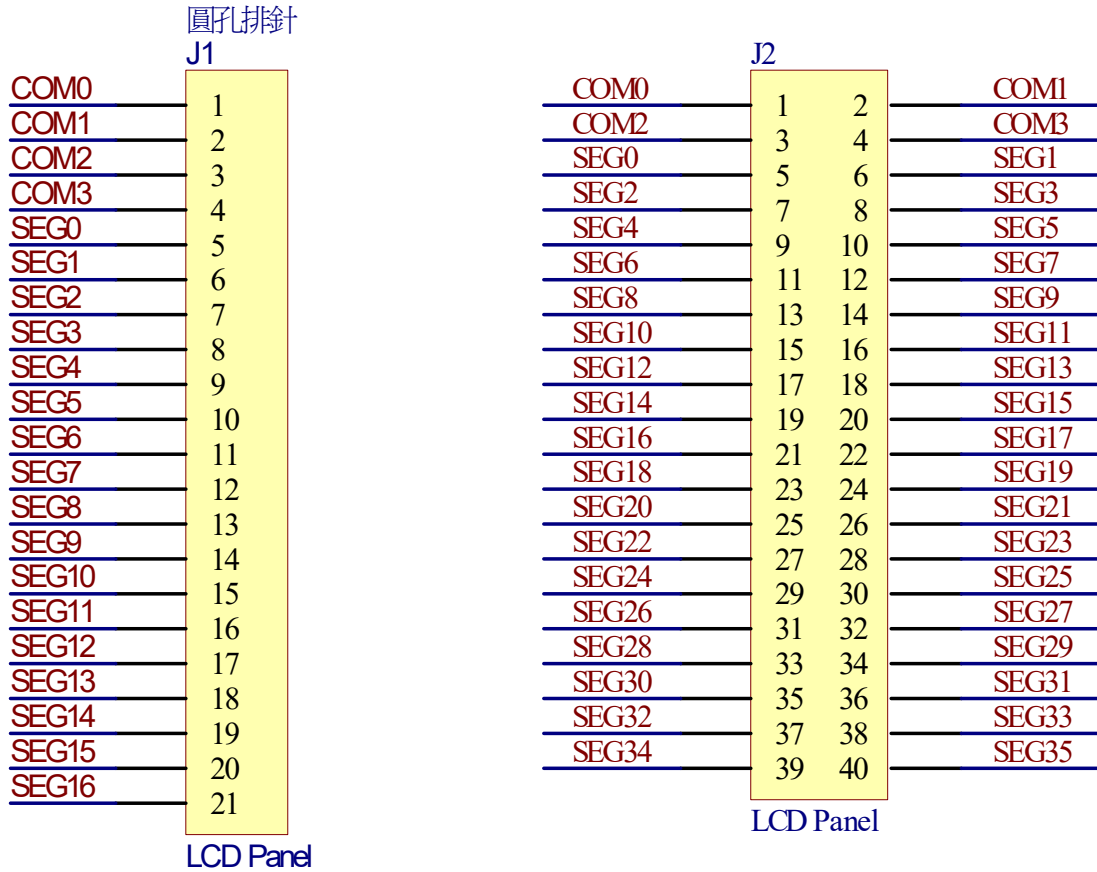 圓孔排針
J1
COM0 1
COM1 2
COM2 3
COM3 4
SEG0 5
SEG1 6
SEG2 7
SEG3 8
SEG4 9
SEG5 10
SEG6 11
SEG7 12
SEG8 13
SEG9 14
SEG10 15
SEG11 16
SEG12 17
SEG13 18
SEG14 19
SEG15 20
SEG16 21
LCD Panel
J2
COM0 1 2 COM1
COM2 3 4 COM3
SEG0 5 6 SEG1
SEG2 7 8 SEG3
SEG4 9 10 SEG5
SEG6 11 12 SEG7
SEG8 13 14 SEG9
SEG10 15 16 SEG11
SEG12 17 18 SEG13
SEG14 19 20 SEG15
SEG16 21 22 SEG17
SEG18 23 24 SEG19
SEG20 25 26 SEG21
SEG22 27 28 SEG23
SEG24 29 30 SEG25
SEG26 31 32 SEG27
SEG28 33 34 SEG29
SEG30 35 36 SEG31
SEG32 37 38 SEG33
SEG34 39 40 SEG35
LCD Panel